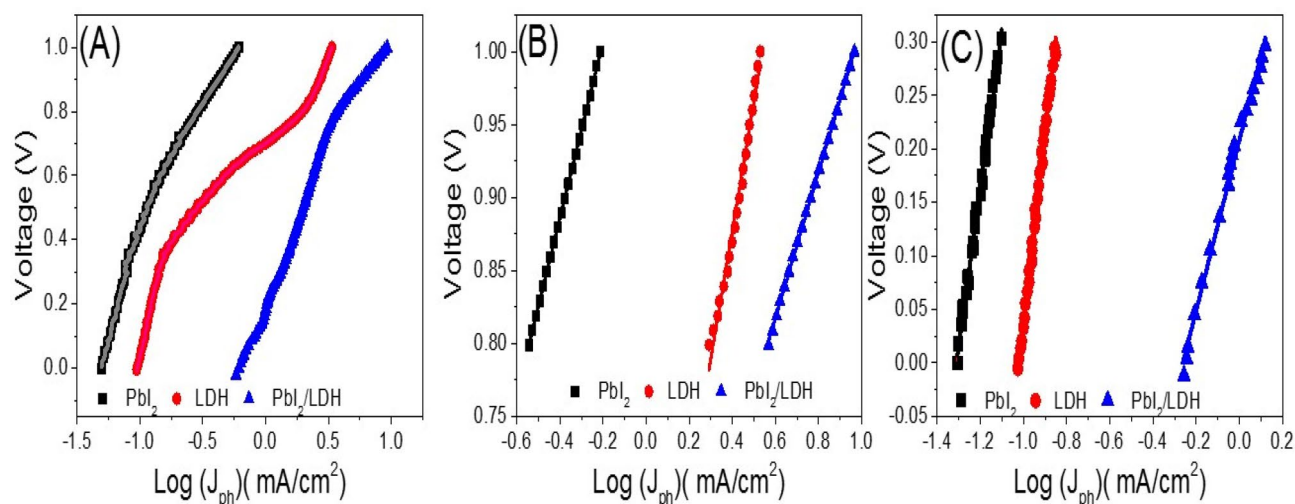 (A)
Voltage (V)
1.0
0.8
0.6
0.4
0.2
0.0
PbI₂ LDH PbI₂/LDH
-1.5 -1.0 -0.5 0.0 0.5 1.0
Log (Jₚₕ)( mA/cm²)
(B)
Voltage (V)
1.00
0.95
0.90
0.85
0.80
0.75
PbI₂ LDH PbI₂/LDH
-0.6 -0.4 -0.2 0.0 0.2 0.4 0.6 0.8 1.0
Log (Jₚₕ)( mA/cm²)
(C)
Voltage (V)
0.30
0.25
0.20
0.15
0.10
0.05
0.00
-0.05
PbI₂ LDH PbI₂/LDH
-1.4 -1.2 -1.0 -0.8 -0.6 -0.4 -0.2 0.0 0.2
Log (Jₚₕ)( mA/cm²)